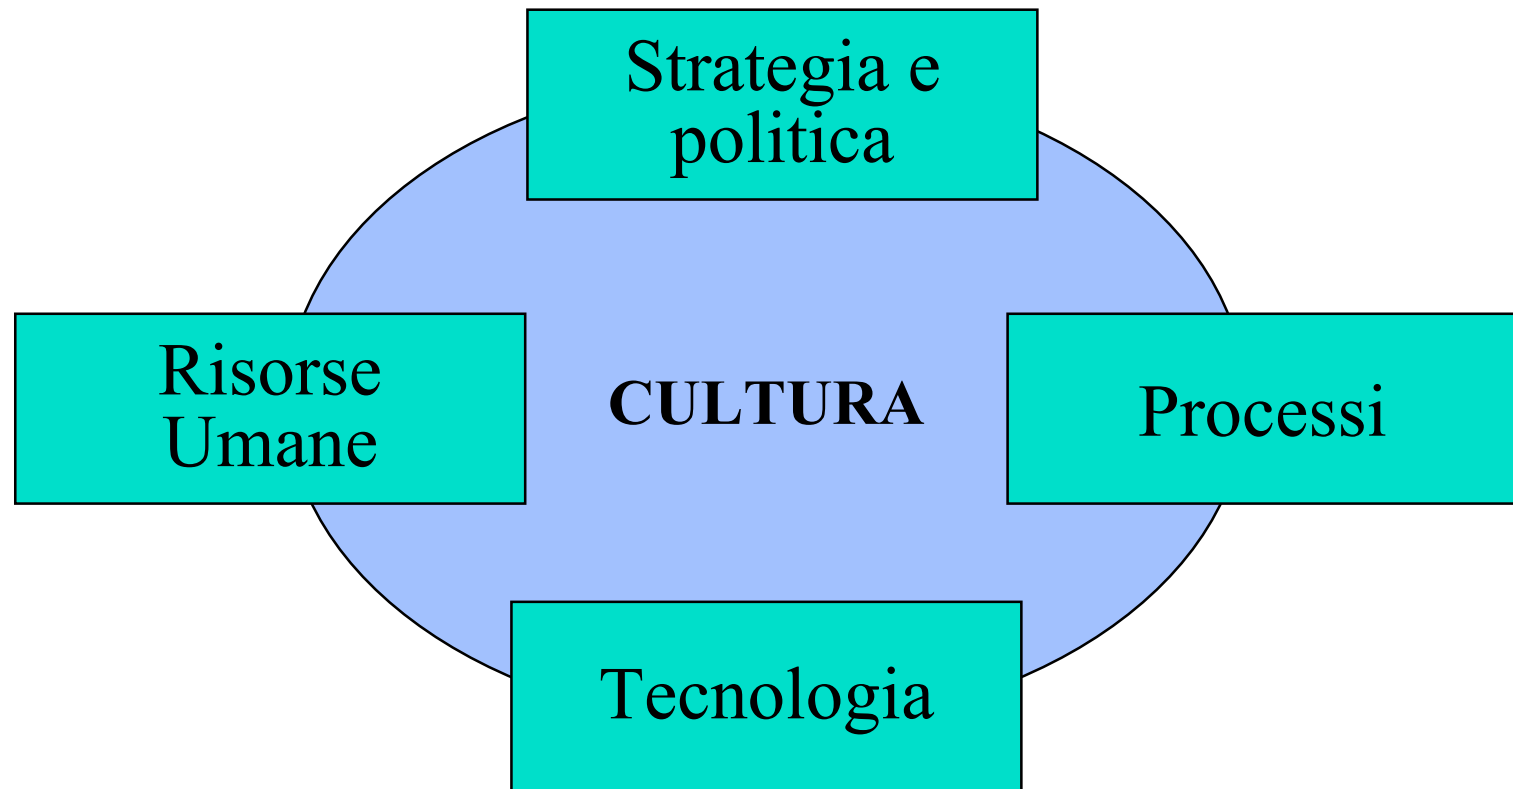 Strategia e
politica
Risorse
Umane
CULTURA
Processi
Tecnologia